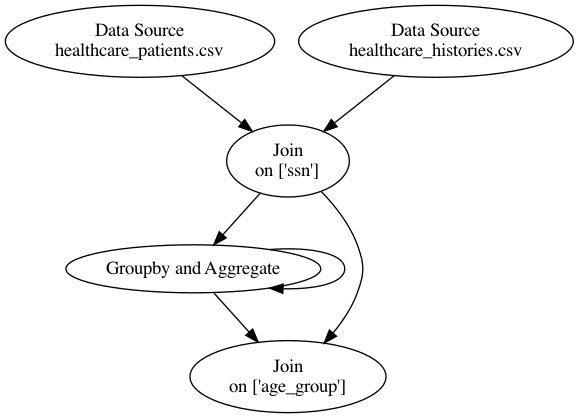 Data Source
healthcare_patients.csv
Data Source
healthcare_histories.csv
Join
on ['ssn']
Groupby and Aggregate
Join
on ['age_group']